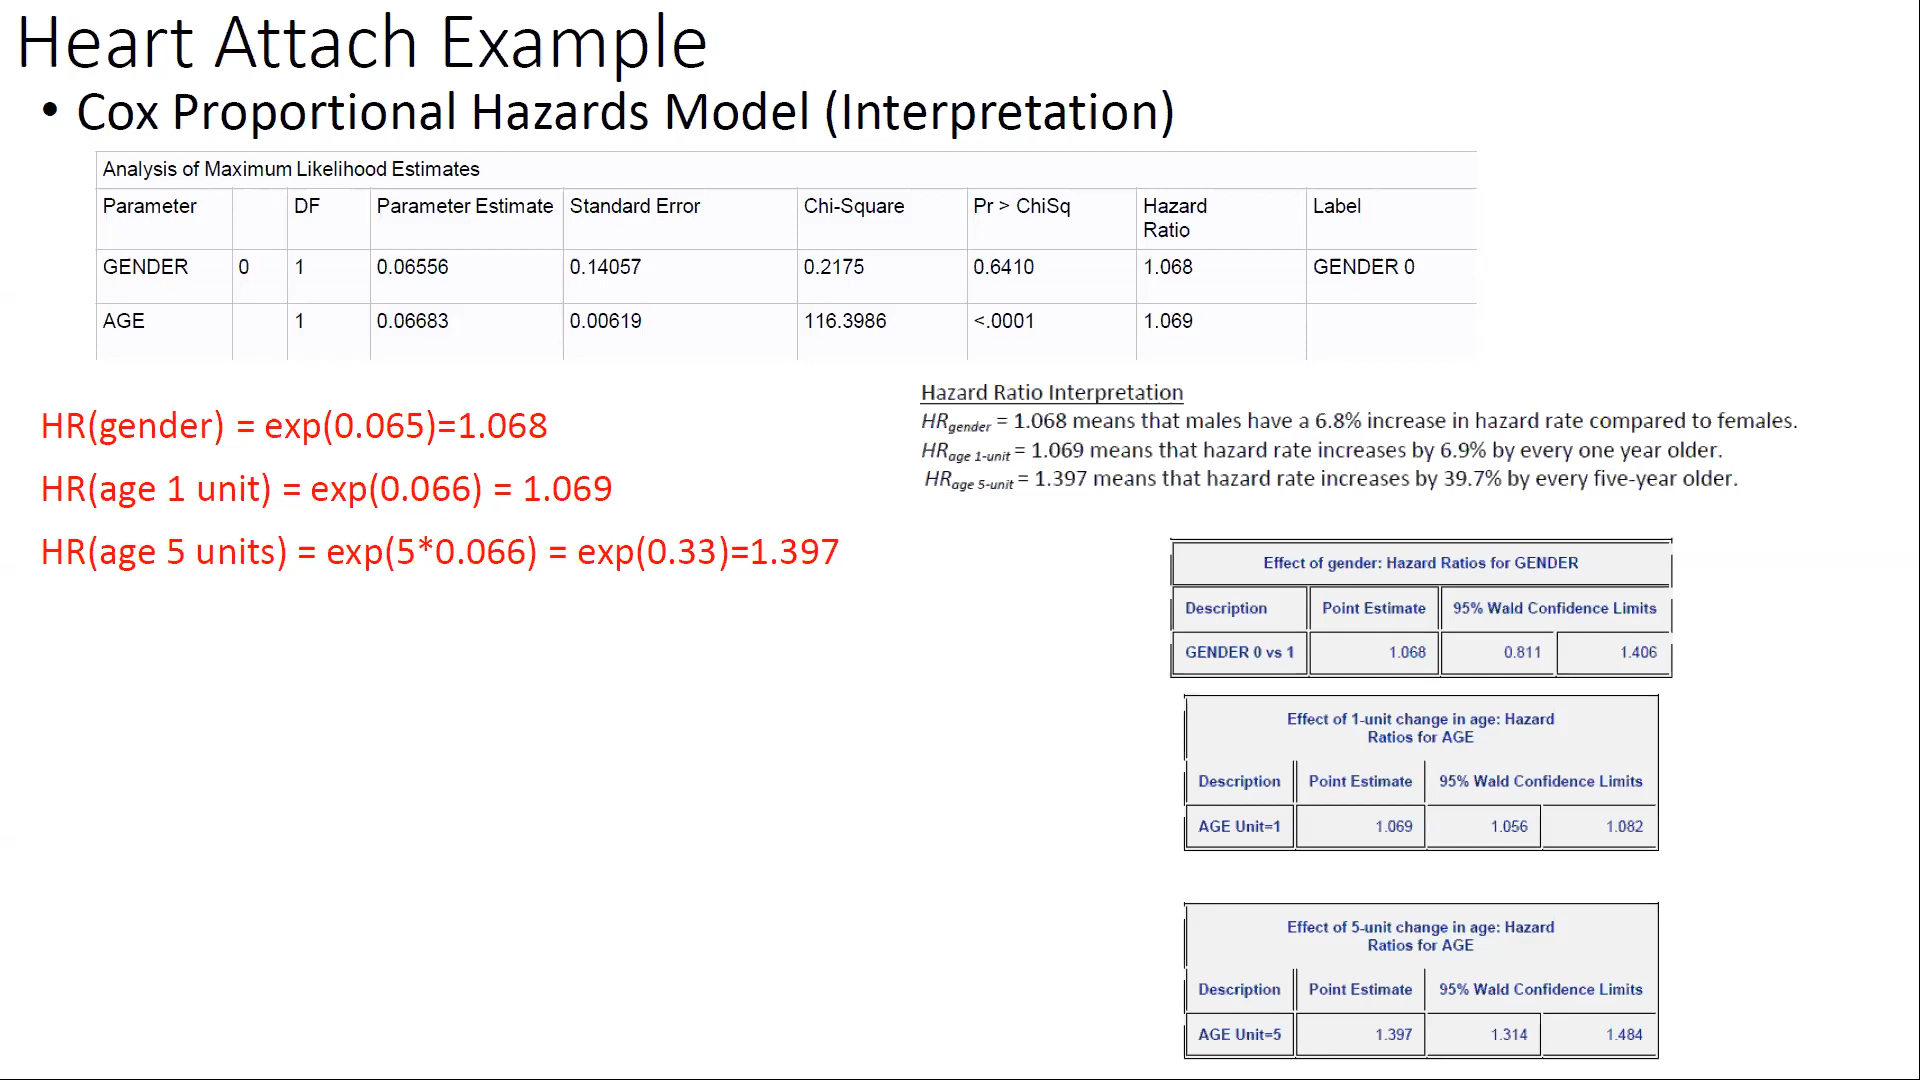 Heart Attach Example
• Cox Proportional Hazards Model (Interpretation)
Analysis of Maximum Likelihood Estimates
Parameter DF Parameter Estimate Standard Error Chi-Square Pr > ChiSq Hazard Ratio Label
GENDER 0 1 0.06556 0.14057 0.2175 0.6410 1.068 GENDER 0
AGE 1 0.06683 0.00619 116.3986 <.0001 1.069
HR(gender) = exp(0.065)=1.068
HR(age 1 unit) = exp(0.066) = 1.069
HR(age 5 units) = exp(5*0.066) = exp(0.33)=1.397
Hazard Ratio Interpretation
HRgender = 1.068 means that males have a 6.8% increase in hazard rate compared to females.
HRage 1-unit = 1.069 means that hazard rate increases by 6.9% by every one year older.
HRage 5-unit = 1.397 means that hazard rate increases by 39.7% by every five-year older.
Effect of gender: Hazard Ratios for GENDER
Description Point Estimate 95% Wald Confidence Limits
GENDER 0 vs 1 1.068 0.811 1.406
Effect of 1-unit change in age: Hazard
Ratios for AGE
Description Point Estimate 95% Wald Confidence Limits
AGE Unit=1 1.069 1.056 1.082
Effect of 5-unit change in age: Hazard
Ratios for AGE
Description Point Estimate 95% Wald Confidence Limits
AGE Unit=5 1.397 1.314 1.484